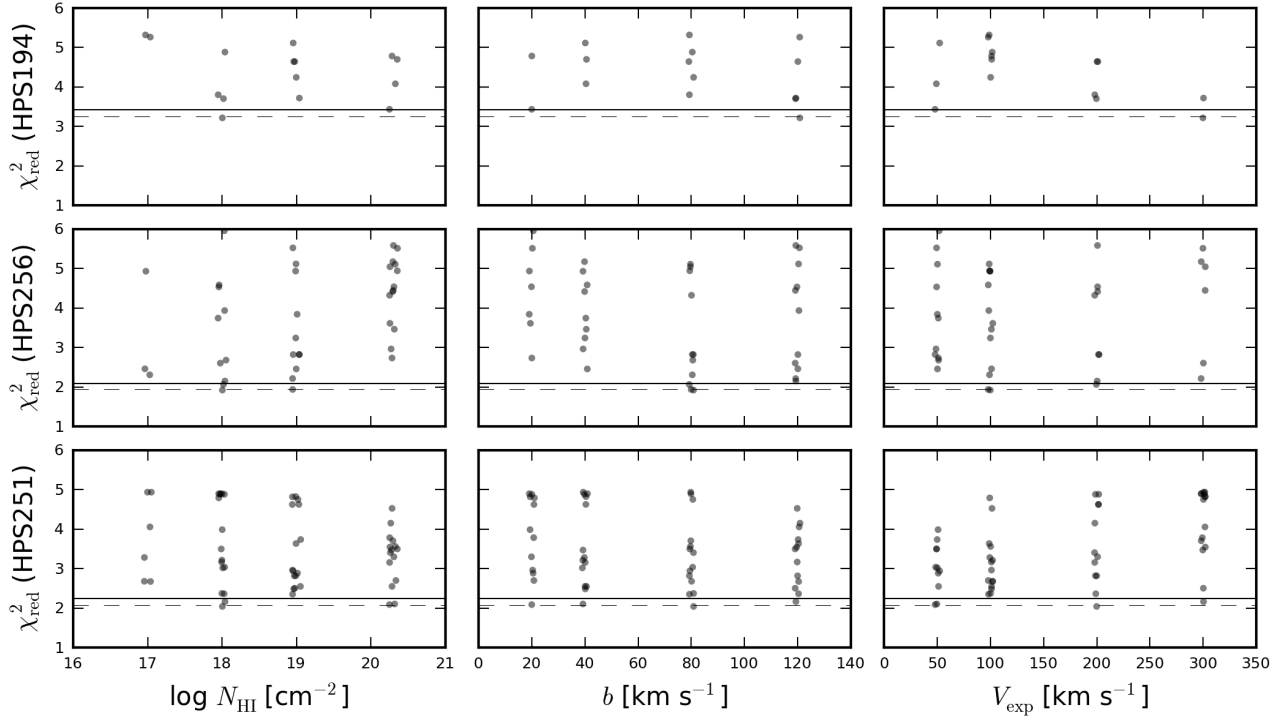 6
5
4
3
2
1
χ²red (HPS194)
6
5
4
3
2
1
χ²red (HPS256)
6
5
4
3
2
1
χ²red (HPS251)
16 17 18 19 20 21
0 20 40 60 80 100 120 140
0 50 100 150 200 250 300 350
log N_HI [cm⁻²]
b [km s⁻¹]
V_exp [km s⁻¹]